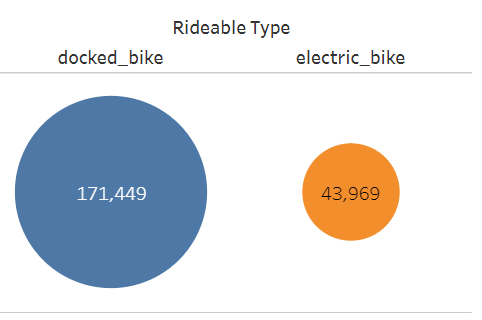 Rideable Type
docked_bike electric_bike
171,449 43,969